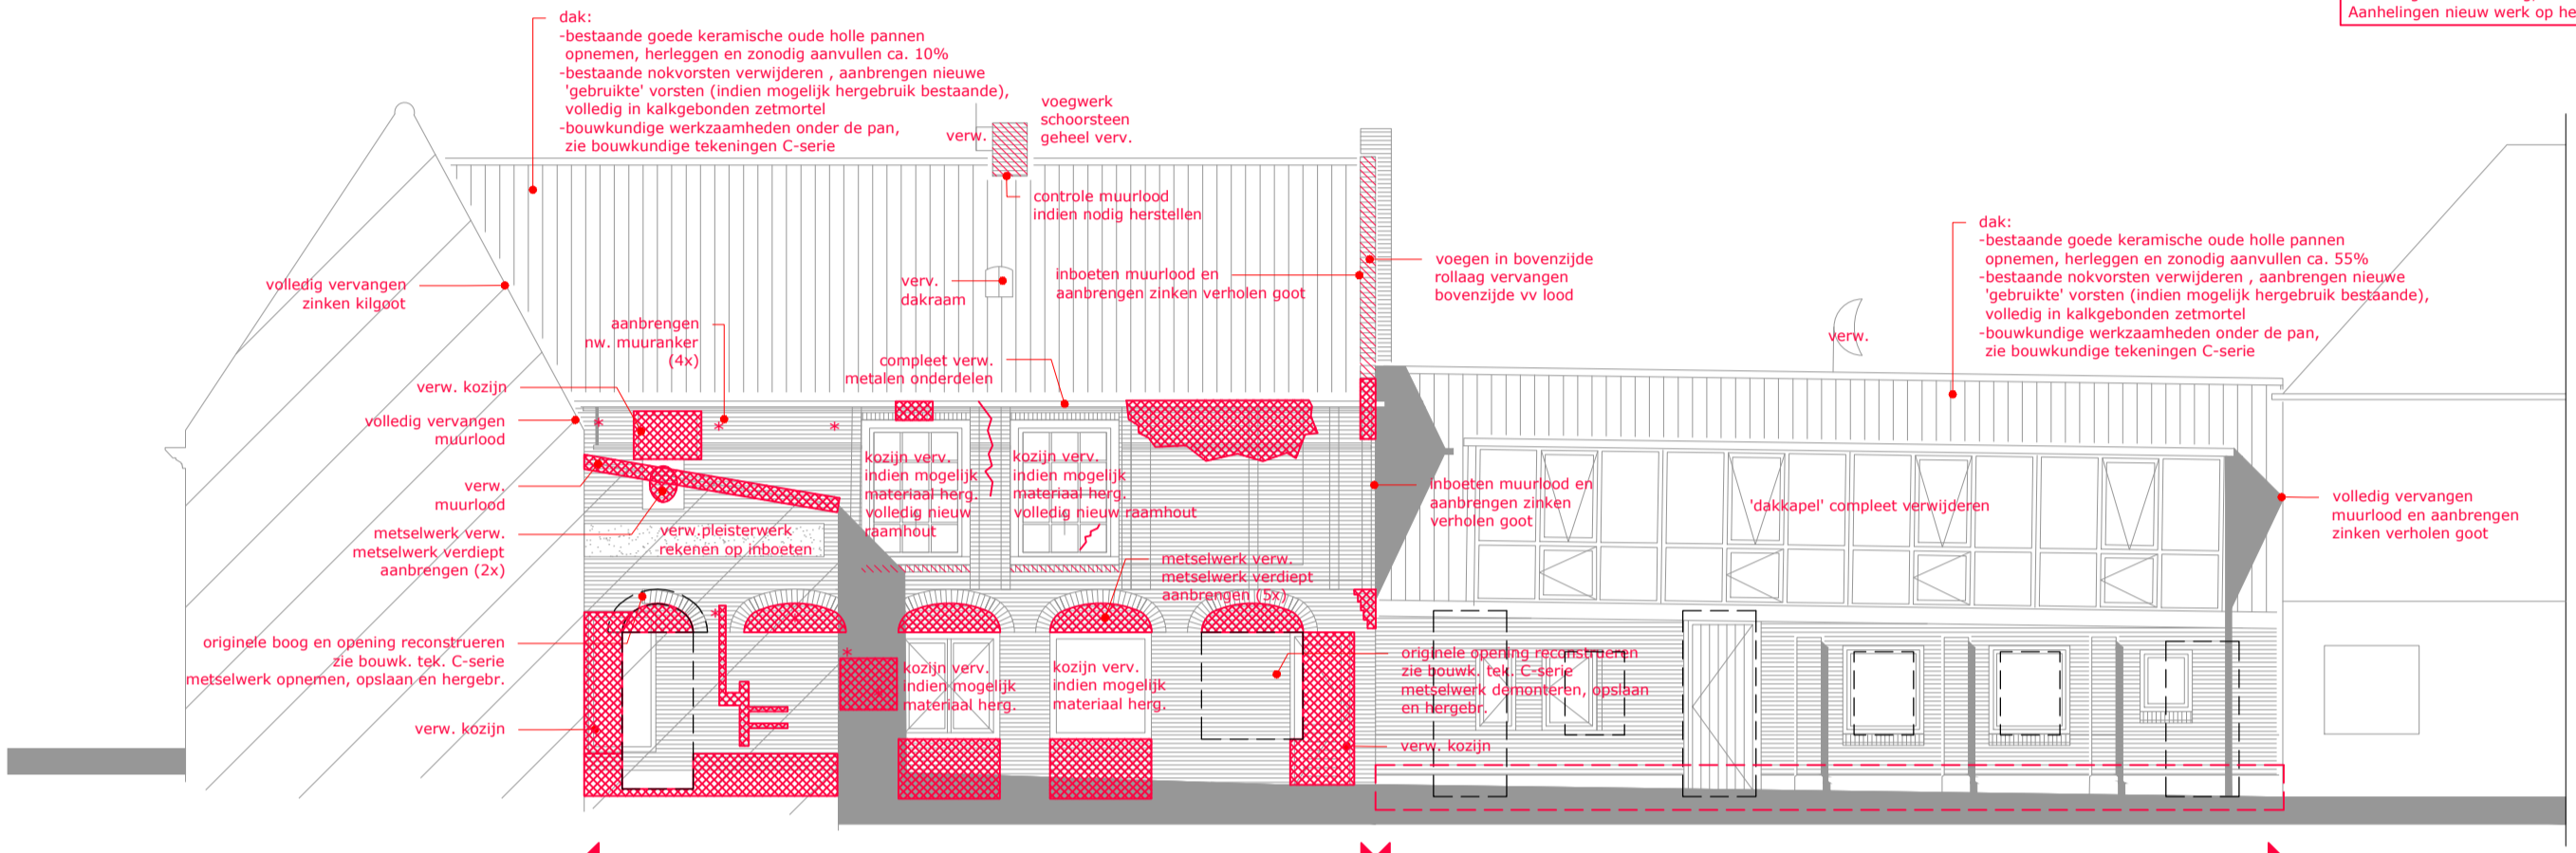 Aanhelingen nieuw werk op he
dak:
-bestaande goede keramische oude holle pannen
opnemen, herleggen en zonodig aanvullen ca. 10%
-bestaande nokvorsten verwijderen , aanbrengen nieuwe
'gebruikte' vorsten (indien mogelijk hergebruik bestaande),
volledig in kalkgebonden zetmortel
-bouwkundige werkzaamheden onder de pan,
zie bouwkundige tekeningen C-serie
verw.
voegwerk
schoorsteen
geheel verv.
controle muurlood
indien nodig herstellen
volledig vervangen
zinken kilgoot
verv.
dakraam
inboeten muurlood en
aanbrengen zinken verholen goot
voegen in bovenzijde
rollaag vervangen
bovenzijde vv lood
dak:
-bestaande goede keramische oude holle pannen
opnemen, herleggen en zonodig aanvullen ca. 55%
-bestaande nokvorsten verwijderen , aanbrengen nieuwe
'gebruikte' vorsten (indien mogelijk hergebruik bestaande),
volledig in kalkgebonden zetmortel
-bouwkundige werkzaamheden onder de pan,
zie bouwkundige tekeningen C-serie
verw.
aanbrengen
nw. muuranker
(4x)
compleet verw.
metalen onderdelen
verw. kozijn
volledig vervangen
muurlood
verw.
muurlood
metselwerk verw.
metselwerk verdiept
aanbrengen (2x)
verw.pleisterwerk
rekenen op inboeten
kozijn verv.
indien mogelijk
materiaal herg.
volledig nieuw
raamhout
kozijn verv.
indien mogelijk
materiaal herg.
volledig nieuw raamhout
metselwerk verw.
metselwerk verdiept
aanbrengen (5x)
inboeten muurlood en
aanbrengen zinken
verholen goot
'dakkapel' compleet verwijderen
volledig vervangen
muurlood en aanbrengen
zinken verholen goot
originele boog en opening reconstrueren
zie bouwk. tek. C-serie
metselwerk opnemen, opslaan en hergebr.
verw. kozijn
kozijn verv.
indien mogelijk
materiaal herg.
kozijn verv.
indien mogelijk
materiaal herg.
originele opening reconstrueren
zie bouwk. tek. C-serie
metselwerk demonteren, opslaan
en hergebr.
verw. kozijn